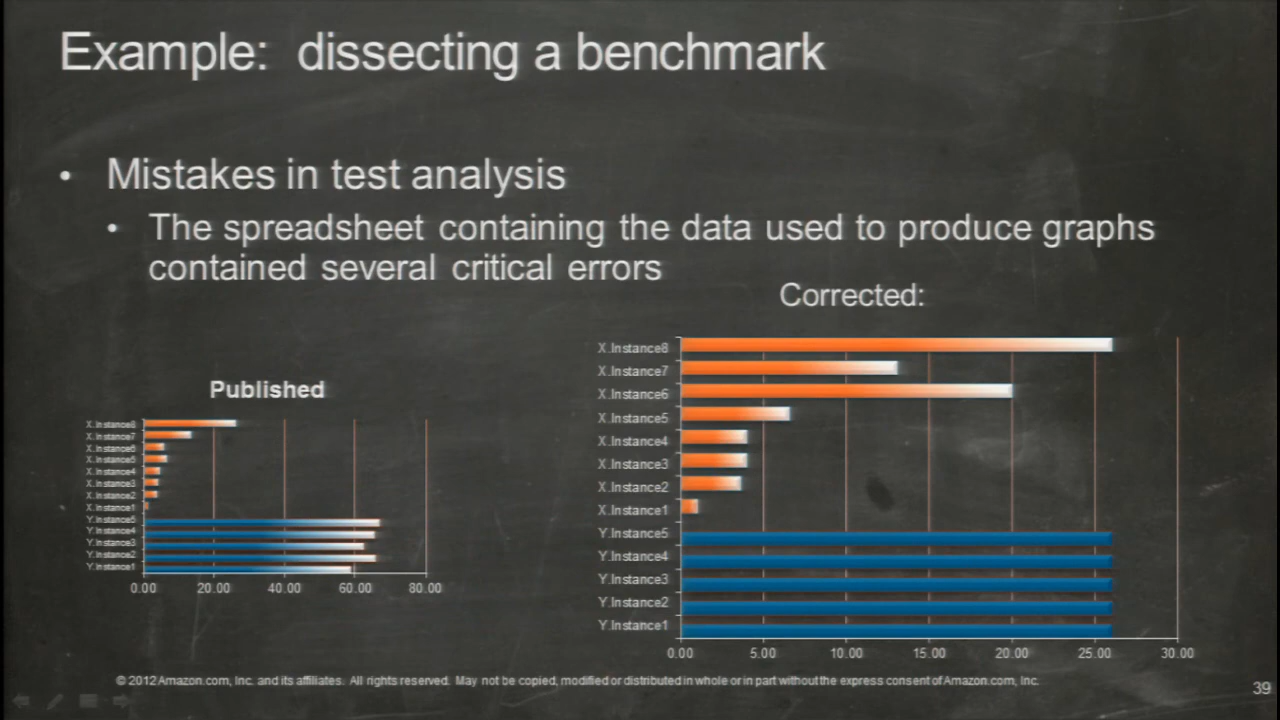 Example: dissecting a benchmark
• Mistakes in test analysis
• The spreadsheet containing the data used to produce graphs
contained several critical errors
Corrected:
Published
X.Instance8
X.Instance7
X.Instance6
X.Instance5
X.Instance4
X.Instance3
X.Instance2
X.Instance1
Y.Instance5
Y.Instance4
Y.Instance3
Y.Instance2
Y.Instance1
0.00 20.00 40.00 60.00 80.00
X.Instance8
X.Instance7
X.Instance6
X.Instance5
X.Instance4
X.Instance3
X.Instance2
X.Instance1
Y.Instance5
Y.Instance4
Y.Instance3
Y.Instance2
Y.Instance1
0.00 5.00 10.00 15.00 20.00 25.00 30.00
© 2012 Amazon.com, Inc. and its affiliates. All rights reserved. May not be copied, modified or distributed in whole or in part without the express consent of Amazon.com, Inc.
39